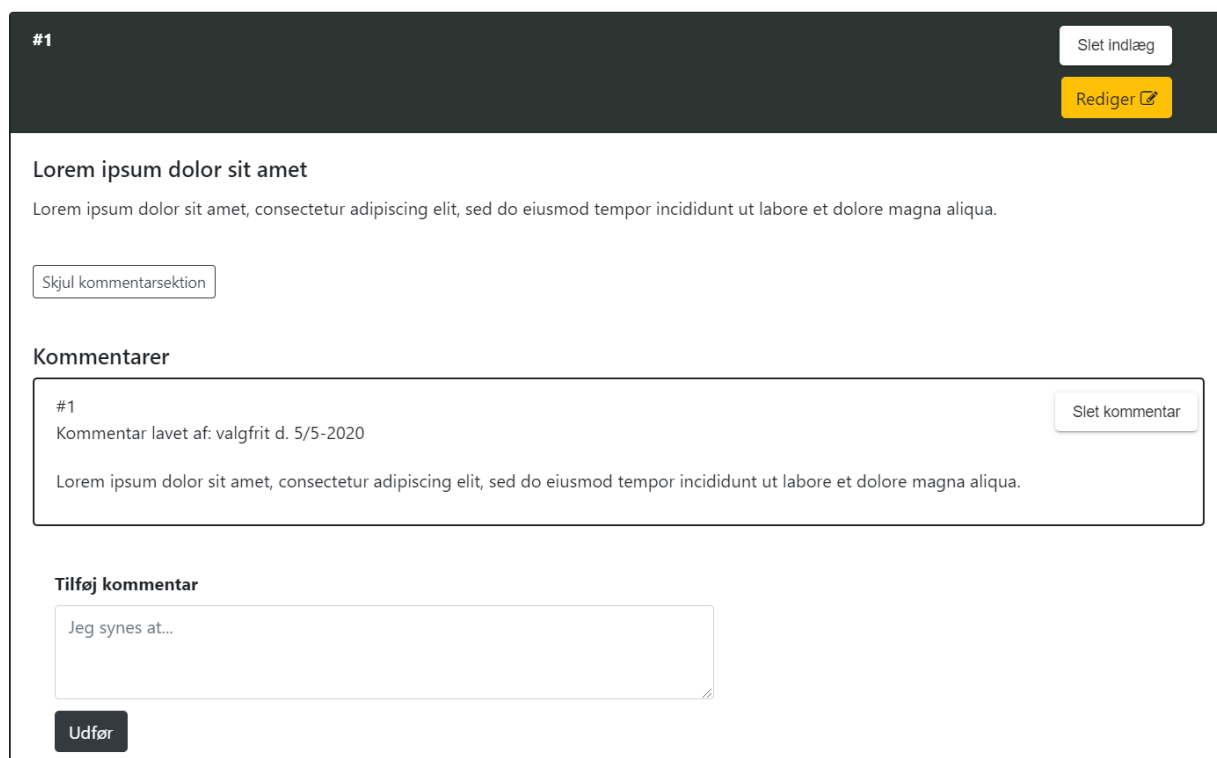 #1
Slet indlæg
Rediger
Lorem ipsum dolor sit amet
Lorem ipsum dolor sit amet, consectetur adipiscing elit, sed do eiusmod tempor incididunt ut labore et dolore magna aliqua.
Skjul kommentarsektion
Kommentarer
#1
Slet kommentar
Kommentar lavet af: valgfrit d. 5/5-2020
Lorem ipsum dolor sit amet, consectetur adipiscing elit, sed do eiusmod tempor incididunt ut labore et dolore magna aliqua.
Tilføj kommentar
Jeg synes at...
Udfør